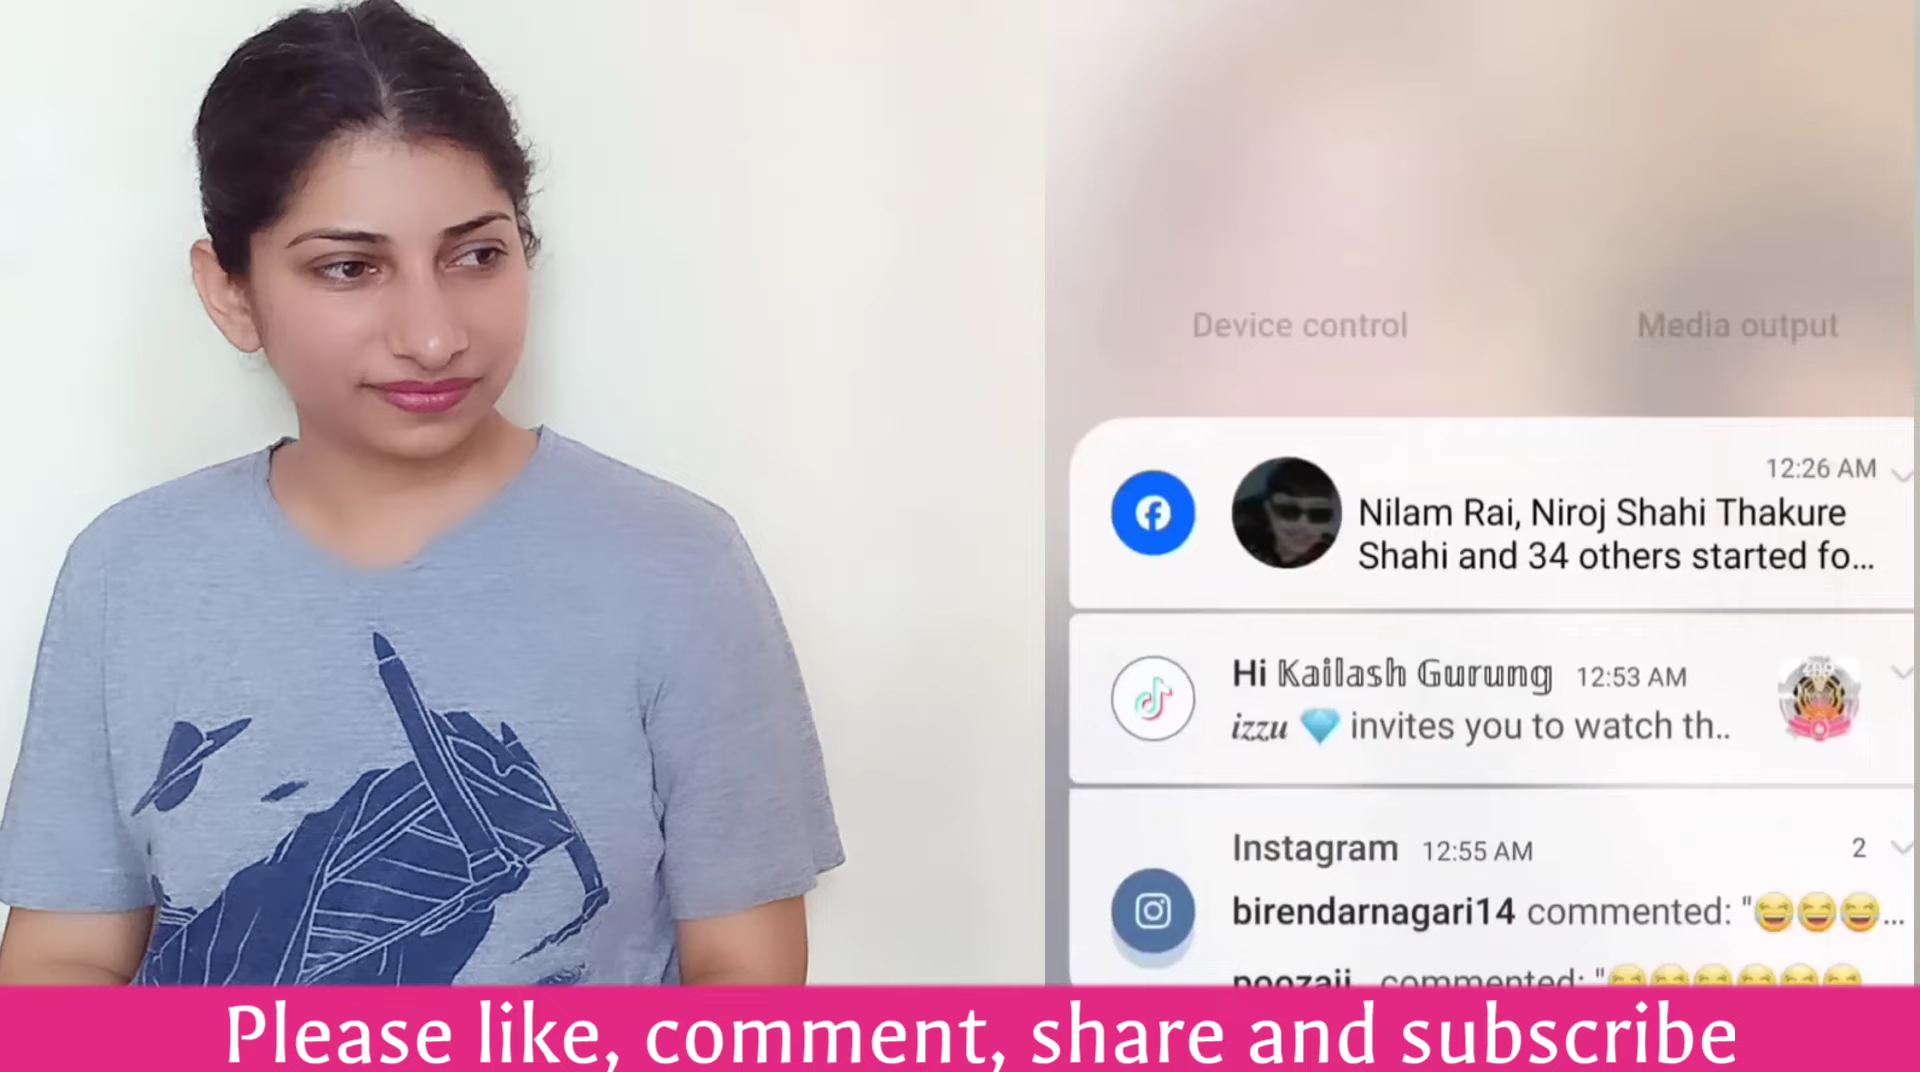 Device control
Media output
12:26 AM
Nilam Rai, Niroj Shahi Thakure
Shahi and 34 others started fo...
Hi 𝕂𝕒𝕚𝕝𝕒𝕤𝕙 𝔾𝕦𝕣𝕦𝕟𝕘 12:53 AM
𝒊𝒛𝒛𝒖 💎 invites you to watch th..
Instagram 12:55 AM 2
birendarnagari14 commented: "😆😆😆...
commented: "😆😆😆😆😆😆
Please like, comment, share and subscribe